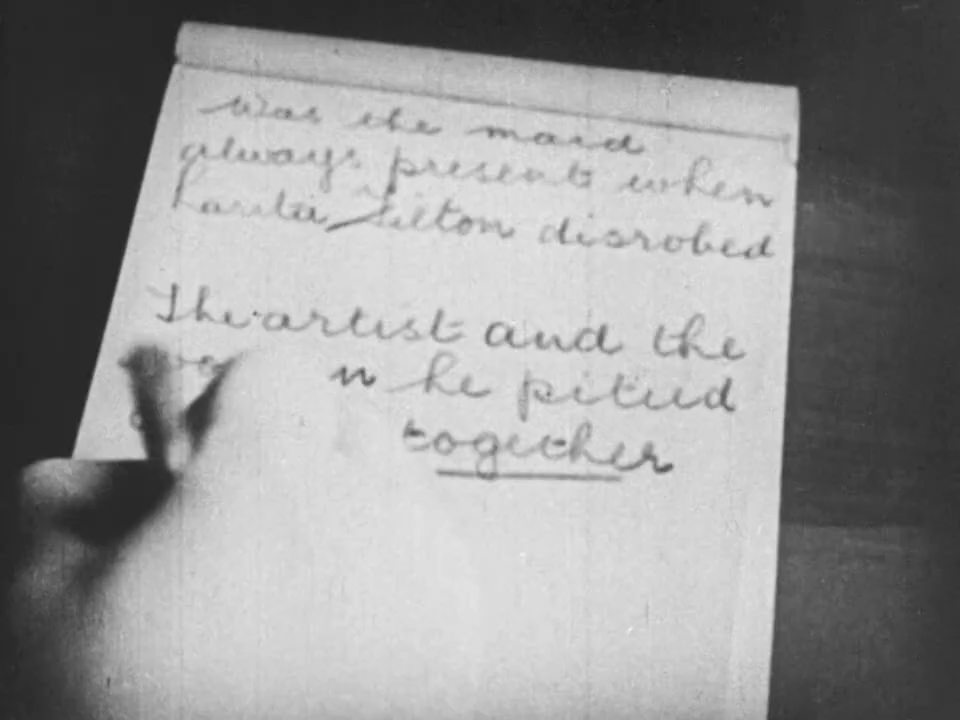 Was the maid
always present when
Tilton disrobed
The artist and the
n he pitied
together